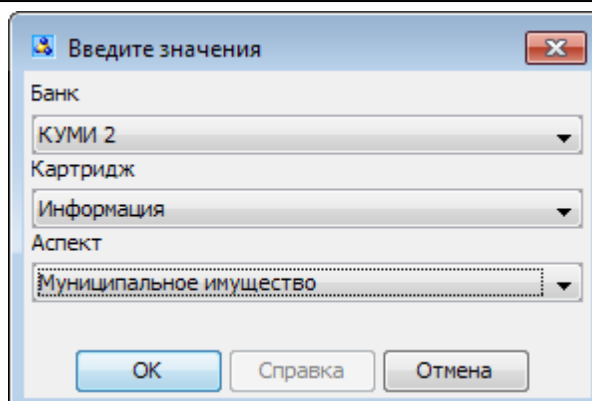 Введите значения
Банк
КУМИ 2
Картридж
Информация
Аспект
Муниципальное имущество
OK Справка Отмена